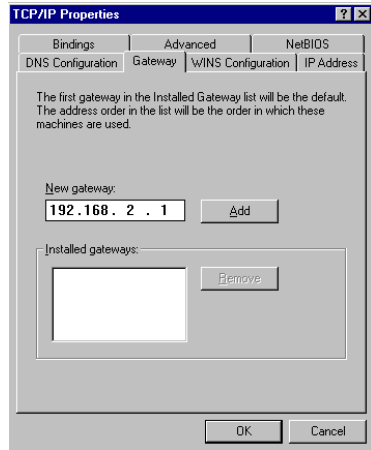 TCP/IP Properties
Bindings Advanced NetBIOS
DNS Configuration Gateway WINS Configuration IP Address
The first gateway in the Installed Gateway list will be the default.
The address order in the list will be the order in which these
machines are used.
New gateway:
192.168. 2 . 1 Add
Installed gateways:
Remove
OK Cancel